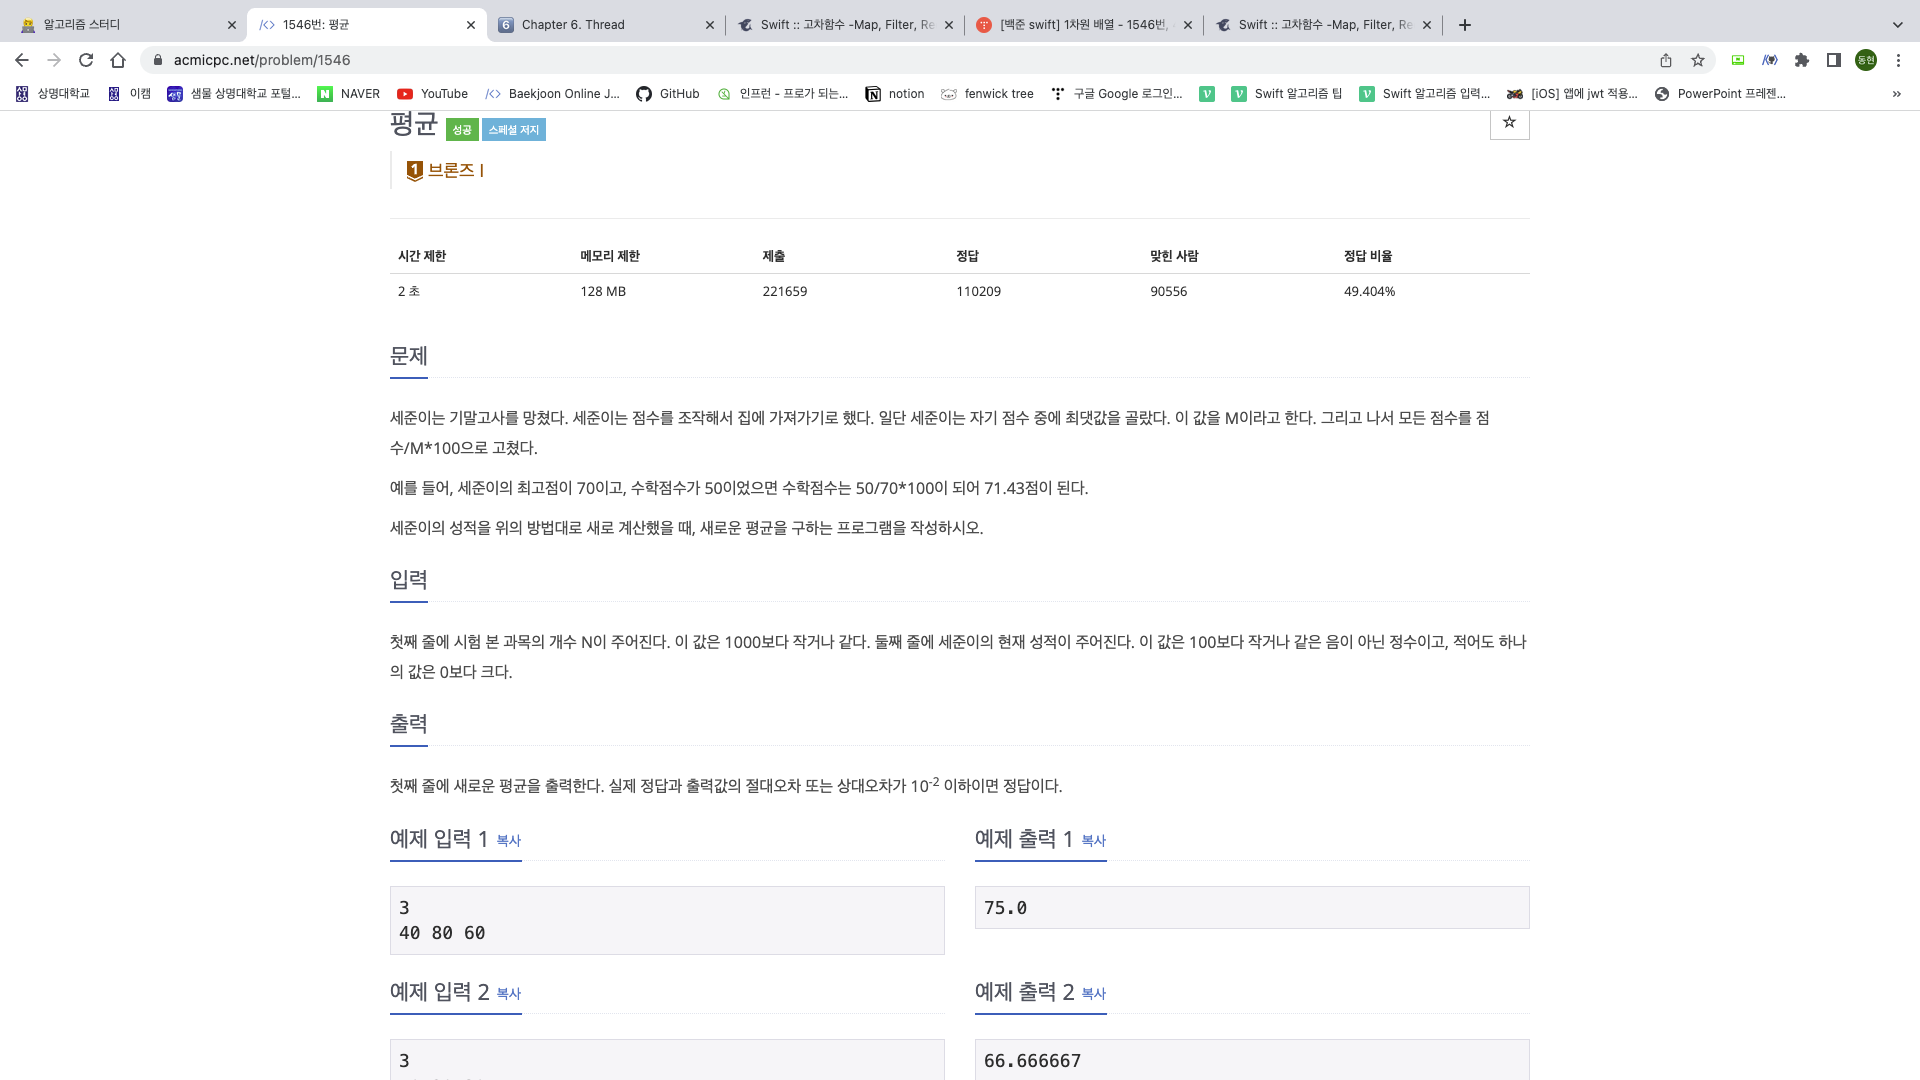 알고리즘 스터디
1546번: 평균
Chapter 6. Thread
Swift :: 고차함수 -Map, Filter, Re
[백준 swift] 1차원 배열 - 1546번,
Swift :: 고차함수 -Map, Filter, Re
acmicpc.net/problem/1546
동현
상명대학교
이캠
샘물 상명대학교 포털...
NAVER
YouTube
Baekjoon Online J...
GitHub
인프런 - 프로가 되는...
notion
fenwick tree
구글 Google 로그인...
Swift 알고리즘 팁
Swift 알고리즘 입력...
[iOS] 앱에 jwt 적용...
PowerPoint 프레젠...
평균 성공 스페셜 저지
1 브론즈 I
시간 제한 메모리 제한 제출 정답 맞힌 사람 정답 비율
2 초 128 MB 221659 110209 90556 49.404%
문제
세준이는 기말고사를 망쳤다. 세준이는 점수를 조작해서 집에 가져가기로 했다. 일단 세준이는 자기 점수 중에 최댓값을 골랐다. 이 값을 M이라고 한다. 그리고 나서 모든 점수를 점
수/M*100으로 고쳤다.
예를 들어, 세준이의 최고점이 70이고, 수학점수가 50이었으면 수학점수는 50/70*100이 되어 71.43점이 된다.
세준이의 성적을 위의 방법대로 새로 계산했을 때, 새로운 평균을 구하는 프로그램을 작성하시오.
입력
첫째 줄에 시험 본 과목의 개수 N이 주어진다. 이 값은 1000보다 작거나 같다. 둘째 줄에 세준이의 현재 성적이 주어진다. 이 값은 100보다 작거나 같은 음이 아닌 정수이고, 적어도 하나
의 값은 0보다 크다.
출력
첫째 줄에 새로운 평균을 출력한다. 실제 정답과 출력값의 절대오차 또는 상대오차가 10-2 이하이면 정답이다.
예제 입력 1 복사
3
40 80 60
예제 출력 1 복사
75.0
예제 입력 2 복사
3
예제 출력 2 복사
66.666667